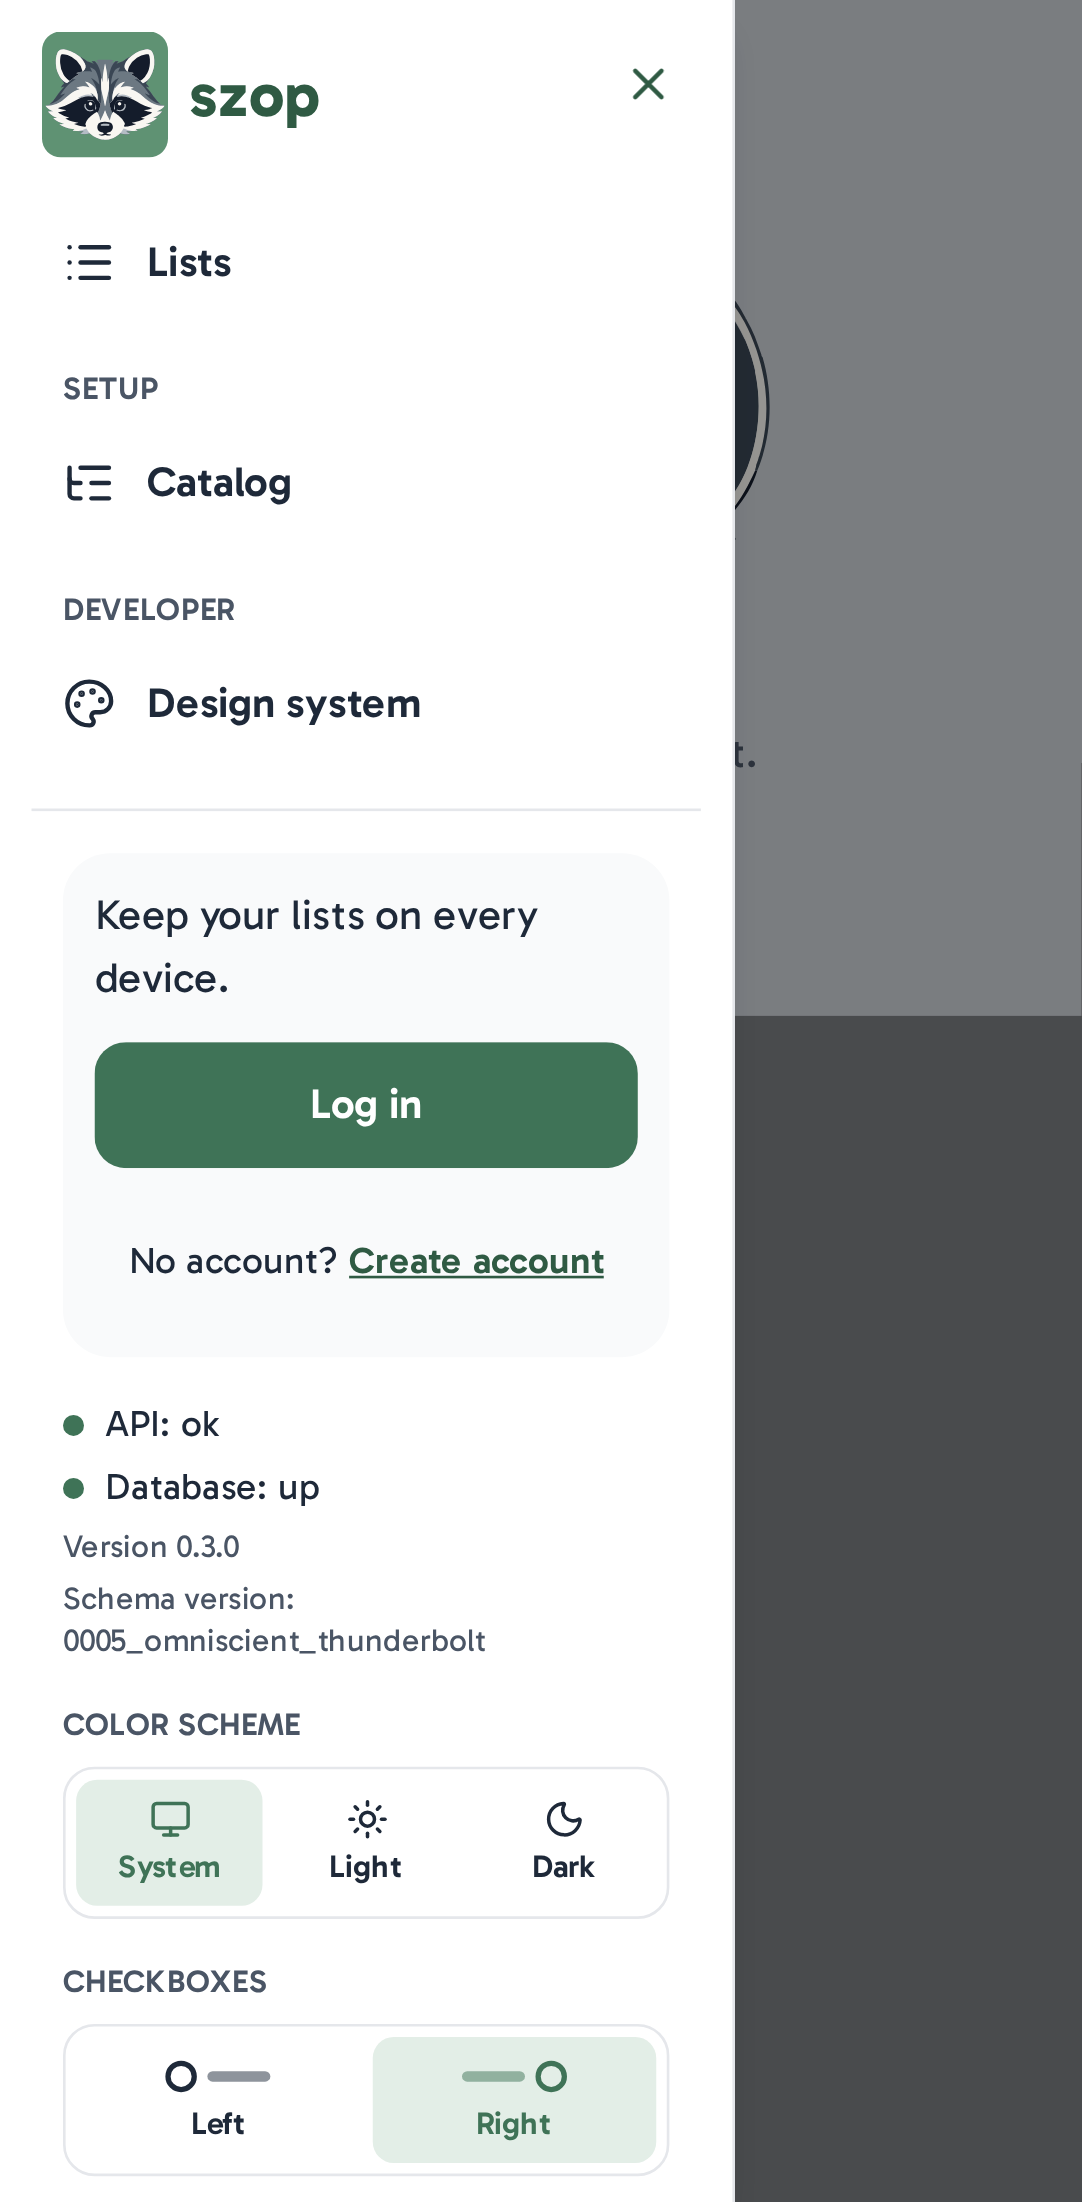 szop
Lists
SETUP
Catalog
DEVELOPER
Design system
t.
Keep your lists on every
device.
Log in
No account? Create account
API: ok
Database: up
Version 0.3.0
Schema version:
0005_omniscient_thunderbolt
COLOR SCHEME
System
Light
Dark
CHECKBOXES
Left
Right